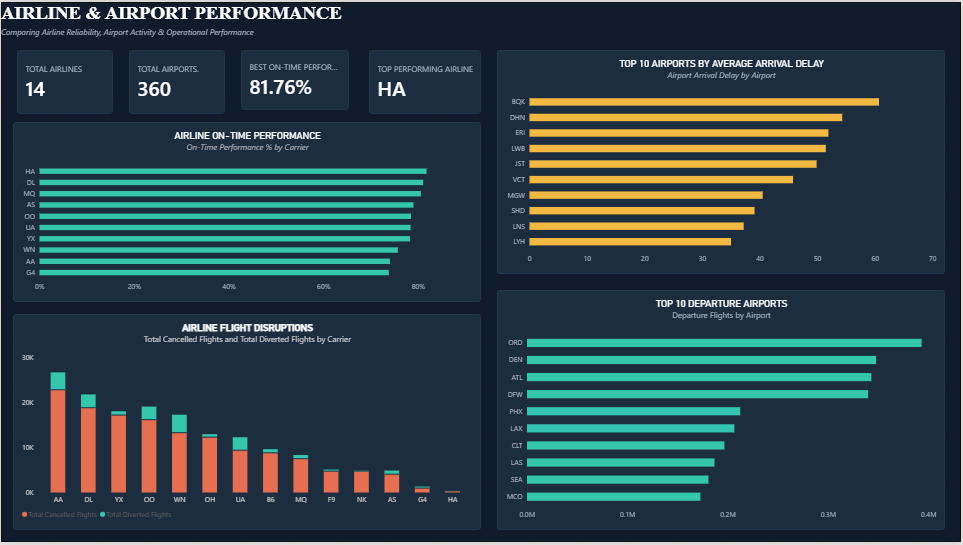 AIRLINE & AIRPORT PERFORMANCE
Comparing Airline Reliability, Airport Activity & Operational Performance
TOTAL AIRLINES
14
TOTAL AIRPORTS.
360
BEST ON-TIME PERFOR...
81.76%
TOP PERFORMING AIRLINE
HA
AIRLINE ON-TIME PERFORMANCE
On-Time Performance % by Carrier
HA
DL
MQ
AS
OO
UA
YX
WN
AA
G4
0% 20% 40% 60% 80%
AIRLINE FLIGHT DISRUPTIONS
Total Cancelled Flights and Total Diverted Flights by Carrier
30K
20K
10K
0K
AA DL YX OO WN OH UA B6 MQ F9 NK AS G4 HA
Total Cancelled Flights Total Diverted Flights
TOP 10 AIRPORTS BY AVERAGE ARRIVAL DELAY
Airport Arrival Delay by Airport
BQK
DHN
ERI
LWB
JST
VCT
MGW
SHD
LNS
LYH
0 10 20 30 40 50 60 70
TOP 10 DEPARTURE AIRPORTS
Departure Flights by Airport
ORD
DEN
ATL
DFW
PHX
LAX
CLT
LAS
SEA
MCO
0.0M 0.1M 0.2M 0.3M 0.4M